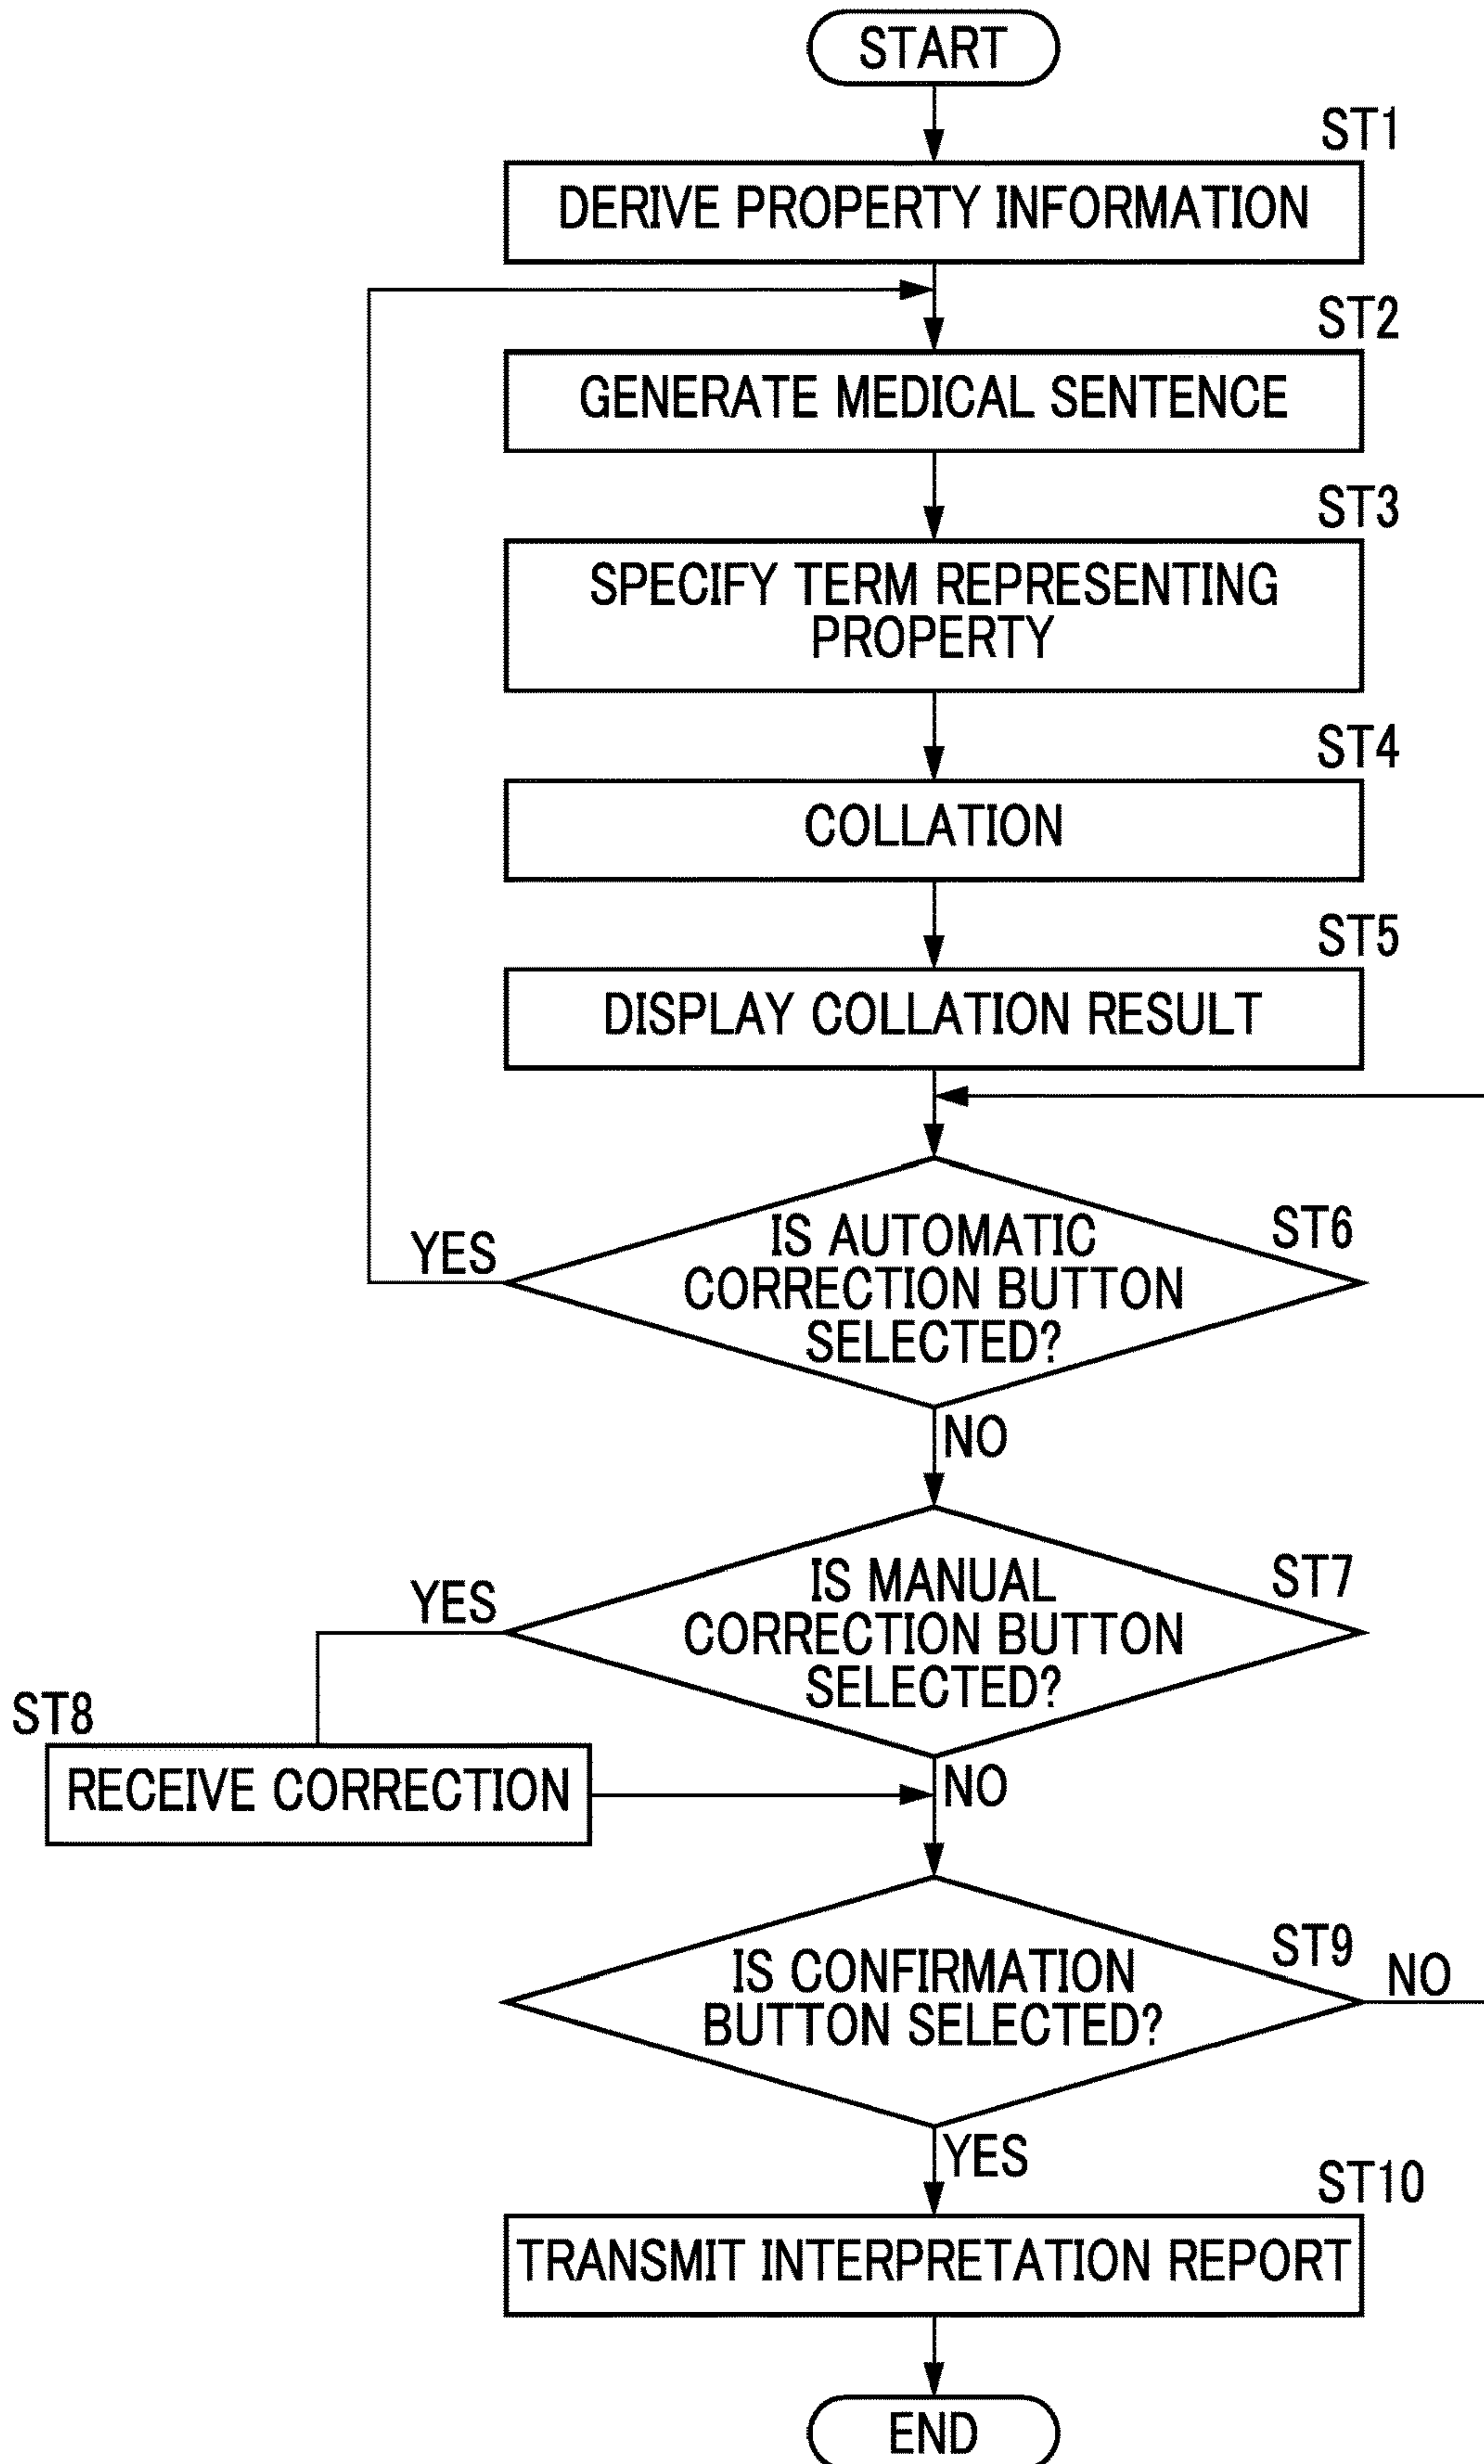 START
ST1
DERIVE PROPERTY INFORMATION
ST2
GENERATE MEDICAL SENTENCE
ST3
SPECIFY TERM REPRESENTING
PROPERTY
ST4
COLLATION
ST5
DISPLAY COLLATION RESULT
ST6
YES
IS AUTOMATIC
CORRECTION BUTTON
SELECTED?
NO
ST7
YES
IS MANUAL
CORRECTION BUTTON
SELECTED?
ST8
RECEIVE CORRECTION
NO
ST9
IS CONFIRMATION
BUTTON SELECTED?
NO
YES
ST10
TRANSMIT INTERPRETATION REPORT
END